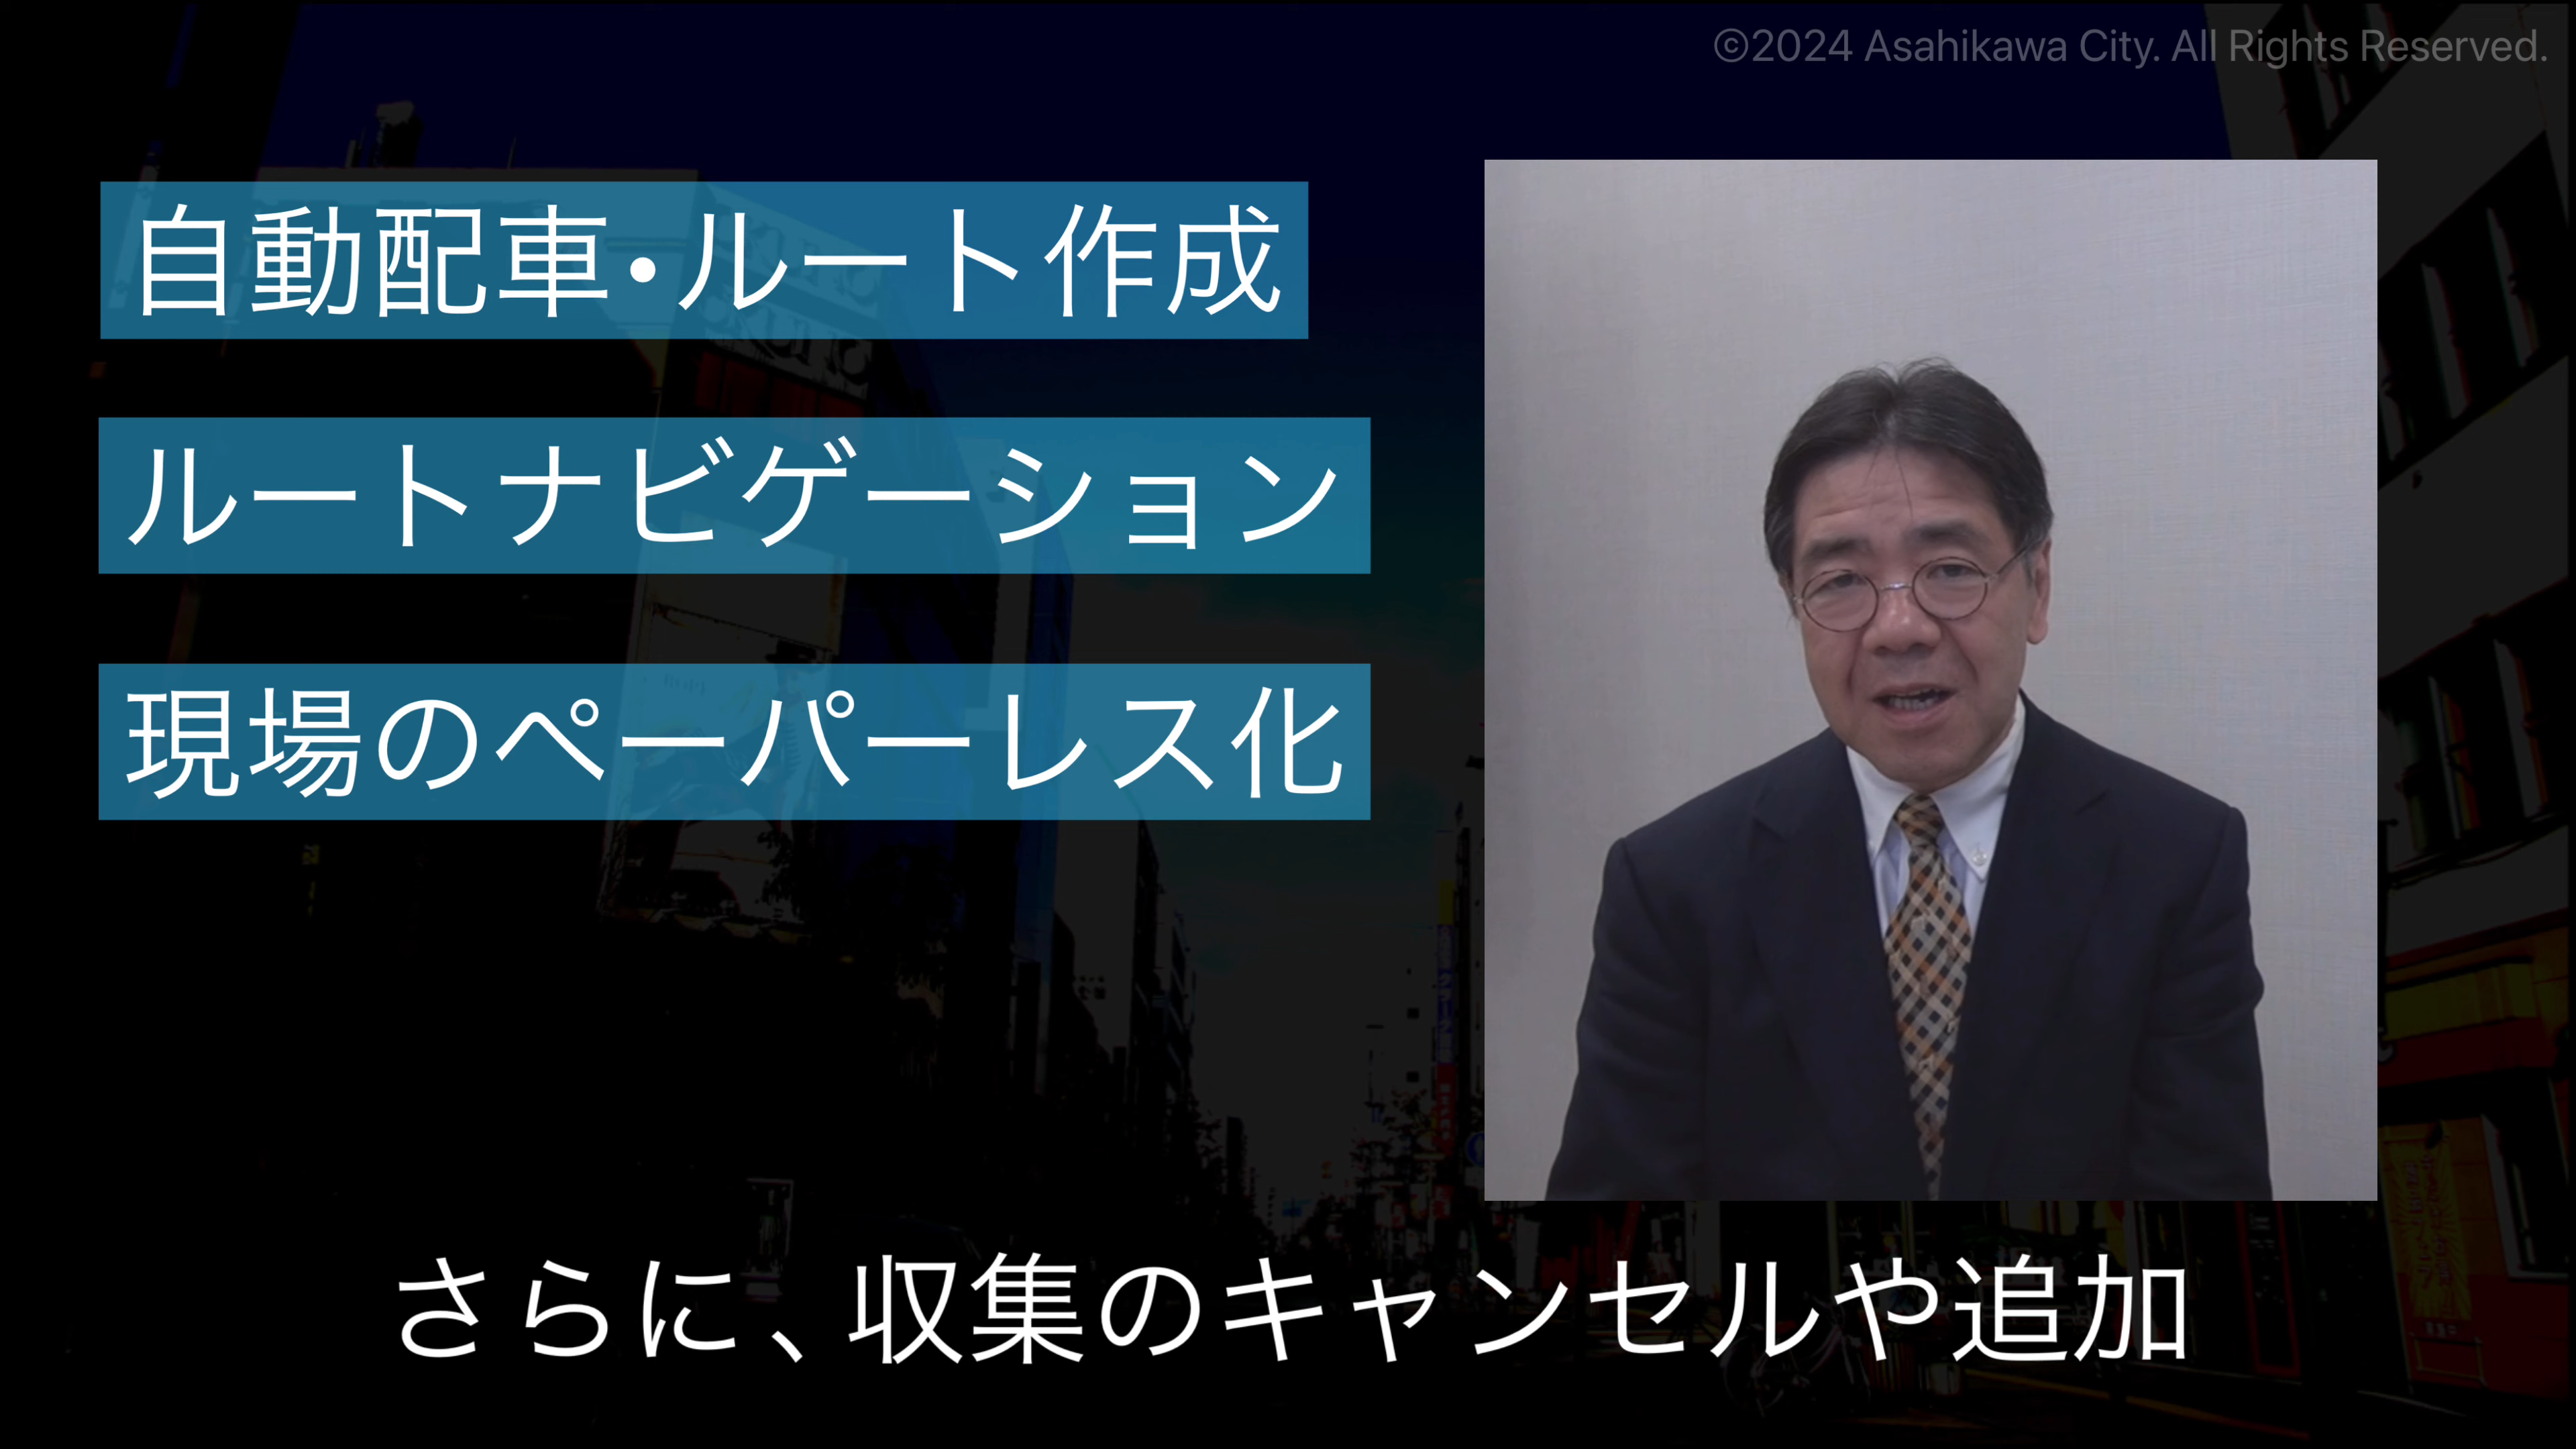 ©2024 Asahikawa City. All Rights Reserved.
自動配車・ルート作成
ルートナビゲーション
現場のペーパーレス化
さらに、収集のキャンセルや追加